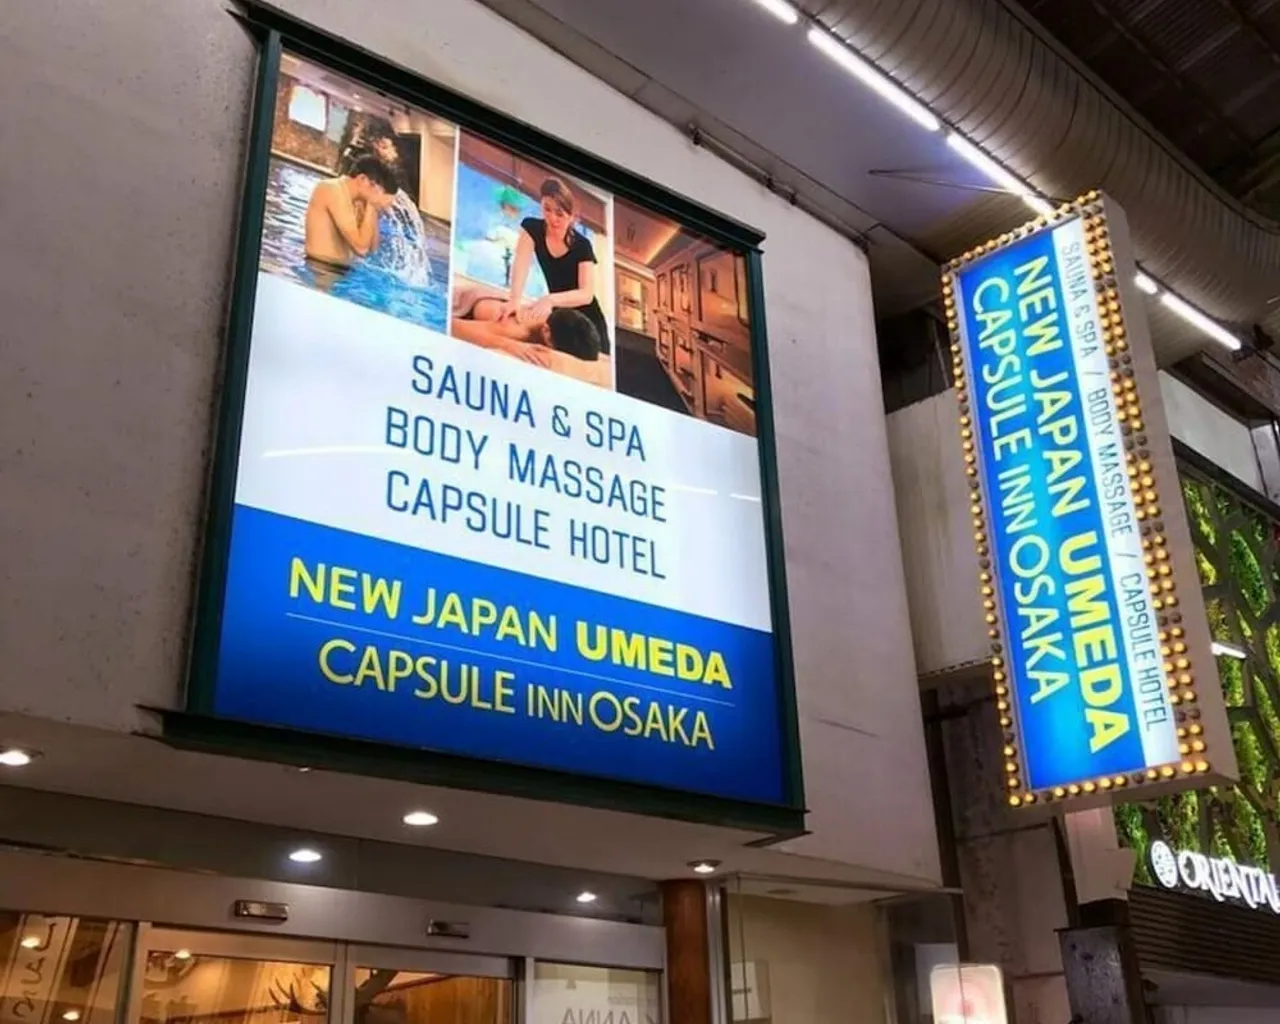 SAUNA & SPA
BODY MASSAGE
CAPSULE HOTEL
NEW JAPAN UMEDA
CAPSULE INN OSAKA
SAUNA & SPA / BODY MASSAGE / CAPSULE HOTEL
NEW JAPAN UMEDA
CAPSULE INN OSAKA
ORIENTAL